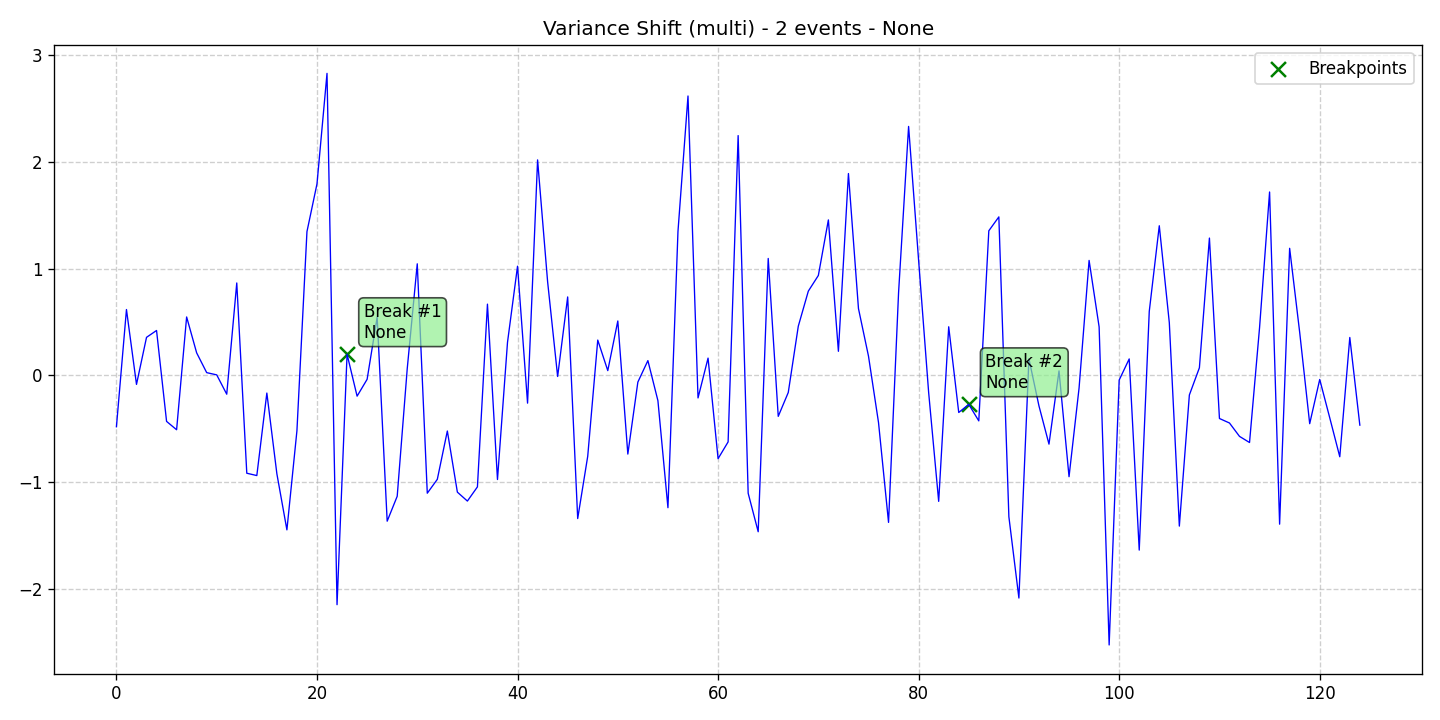 Variance Shift (multi) - 2 events - None
3
2
1
0
−1
−2
Breakpoints
Break #1
None
Break #2
None
0
20
40
60
80
100
120